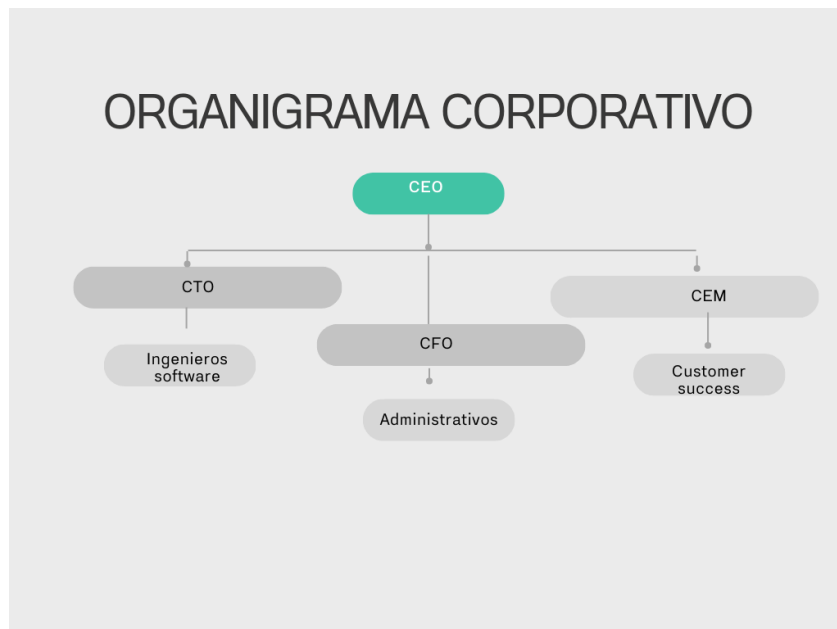 ORGANIGRAMA CORPORATIVO
CEO
CTO
CEM
CFO
Ingenieros
software
Customer
success
Administrativos